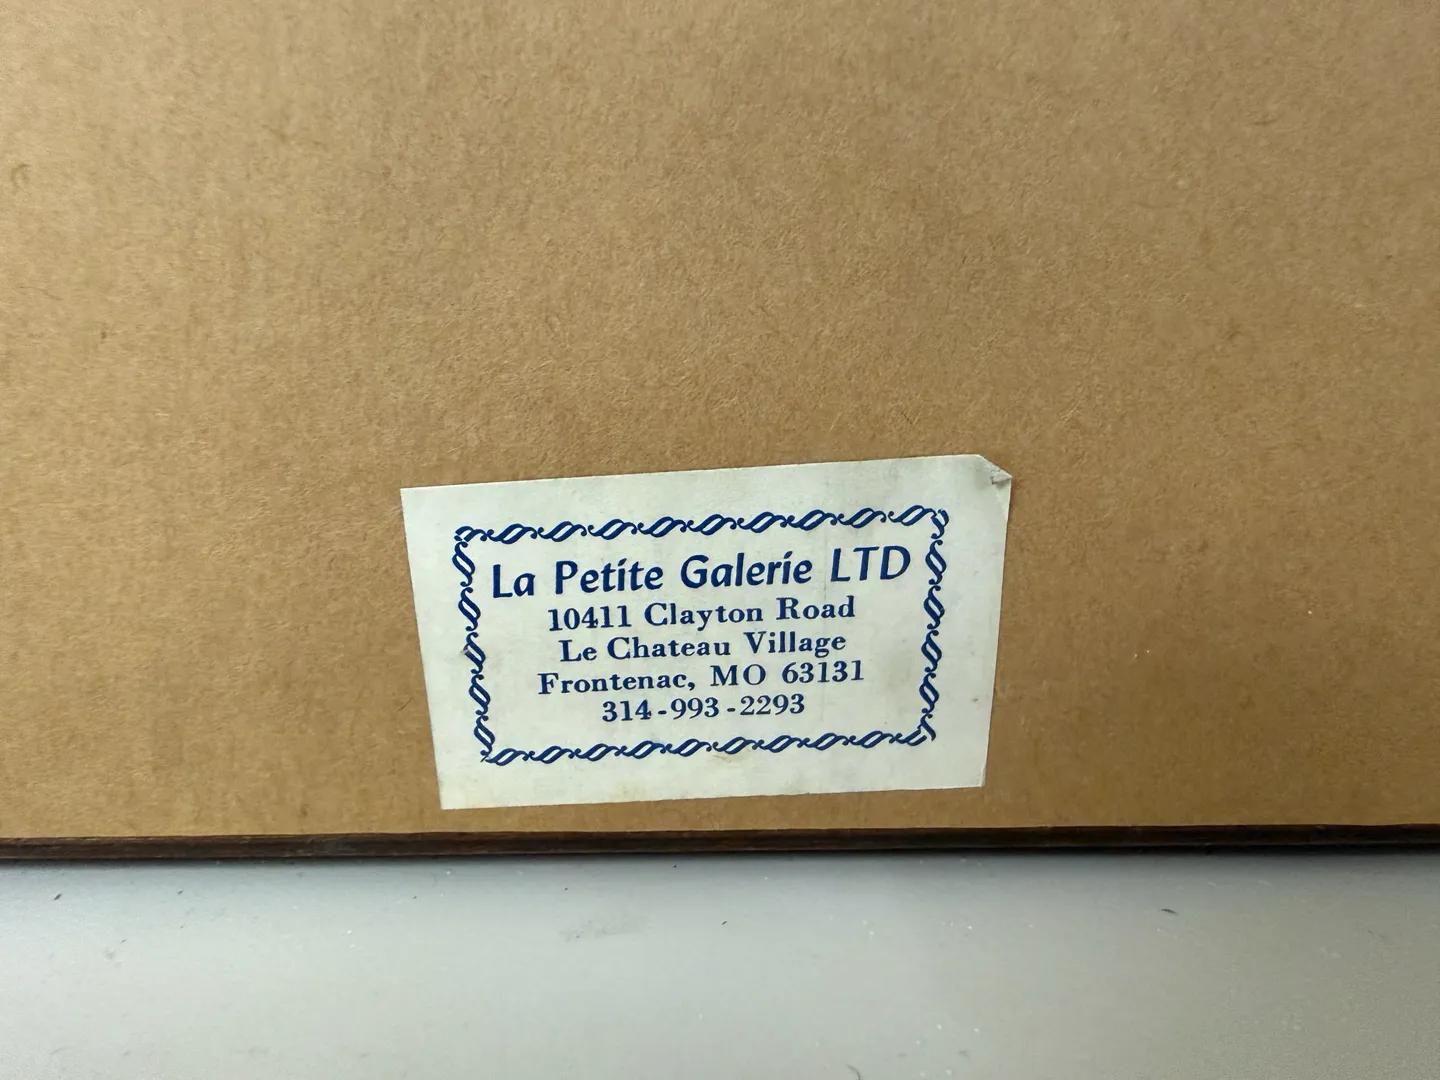 La Petite Galerie LTD
10411 Clayton Road
Le Chateau Village
Frontenac, MO 63131
314-993-2293